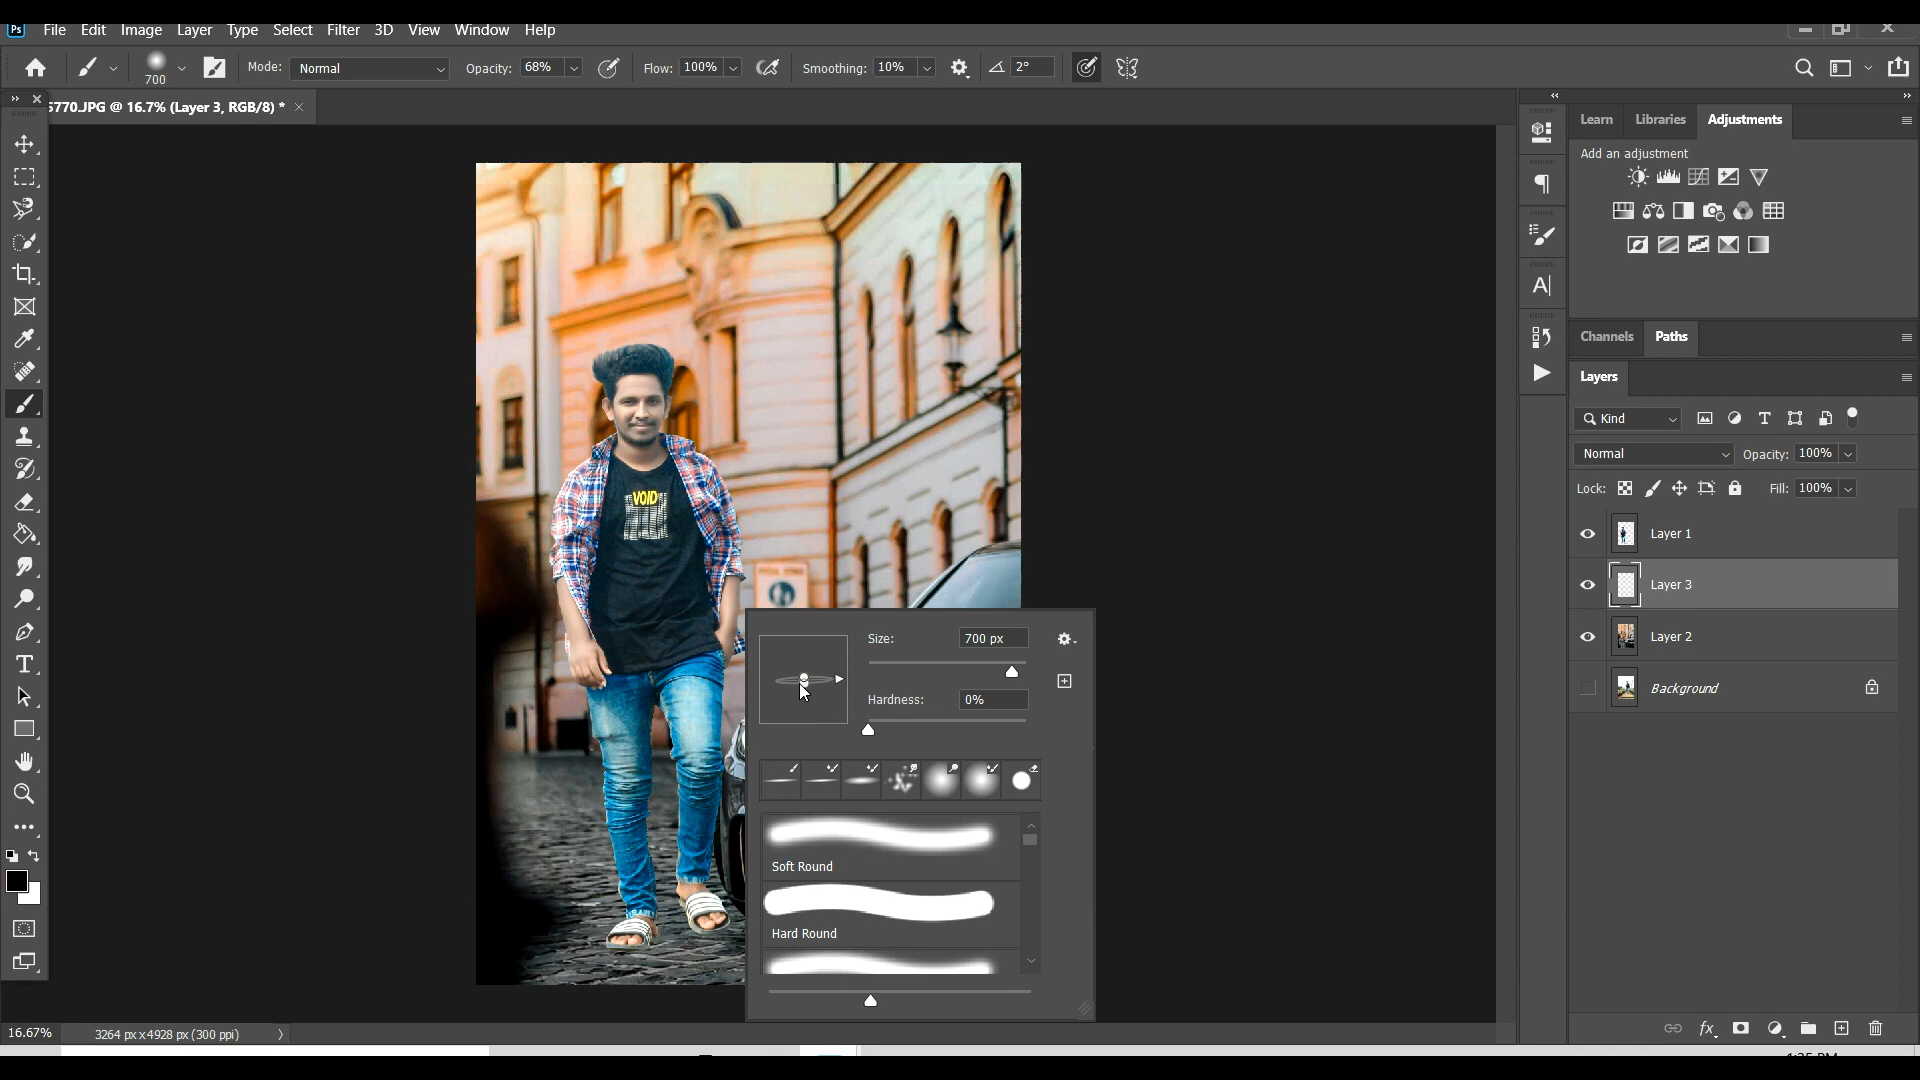 Ps File Edit Image Layer Type Select Filter 3D View Window Help
700 Mode: Normal Opacity: 68% Flow: 100% Smoothing: 10% 2°
5770.JPG @ 16.7% (Layer 3, RGB/8) *
Learn Libraries Adjustments
Add an adjustment
Channels Paths
Layers
Kind
Normal Opacity: 100%
Lock: Fill: 100%
Layer 1
Layer 3
Layer 2
Background
VOID
Size: 700 px
Hardness: 0%
Soft Round
Hard Round
16.67% 3264 px x 4928 px (300 ppi)